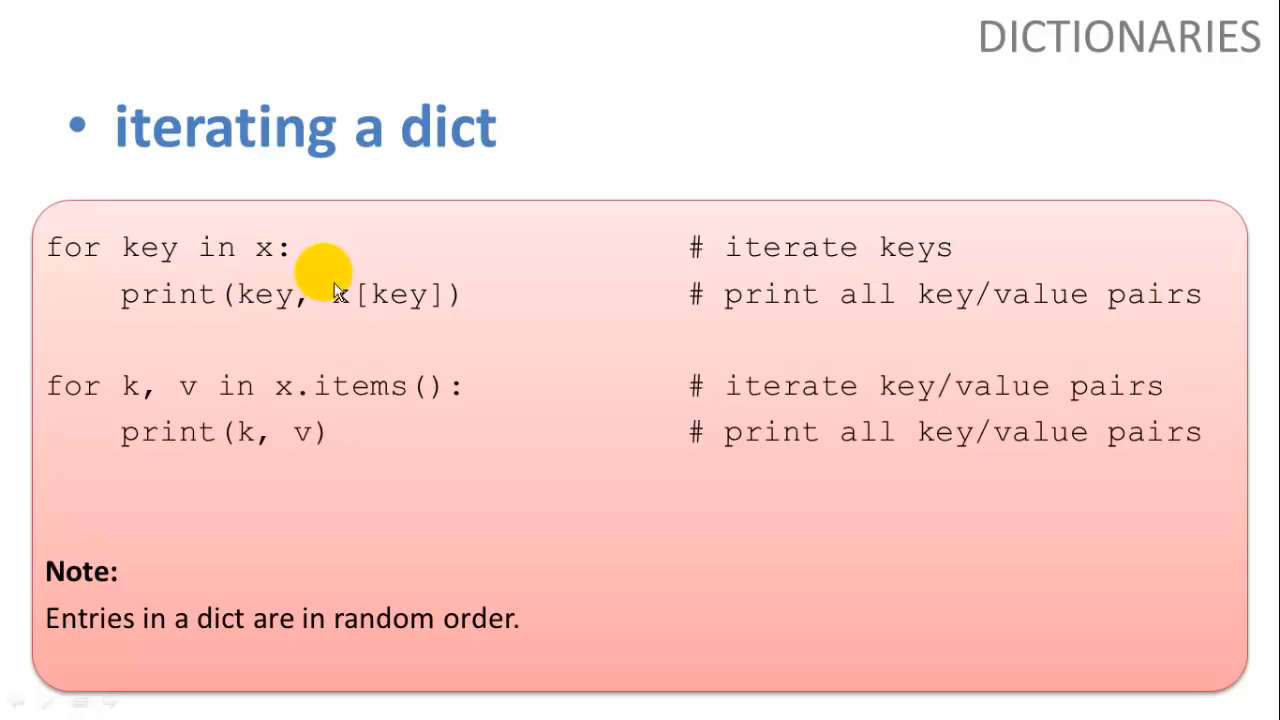 DICTIONARIES
• iterating a dict
for key in x: # iterate keys
print(key, x[key]) # print all key/value pairs
for k, v in x.items(): # iterate key/value pairs
print(k, v) # print all key/value pairs
Note:
Entries in a dict are in random order.